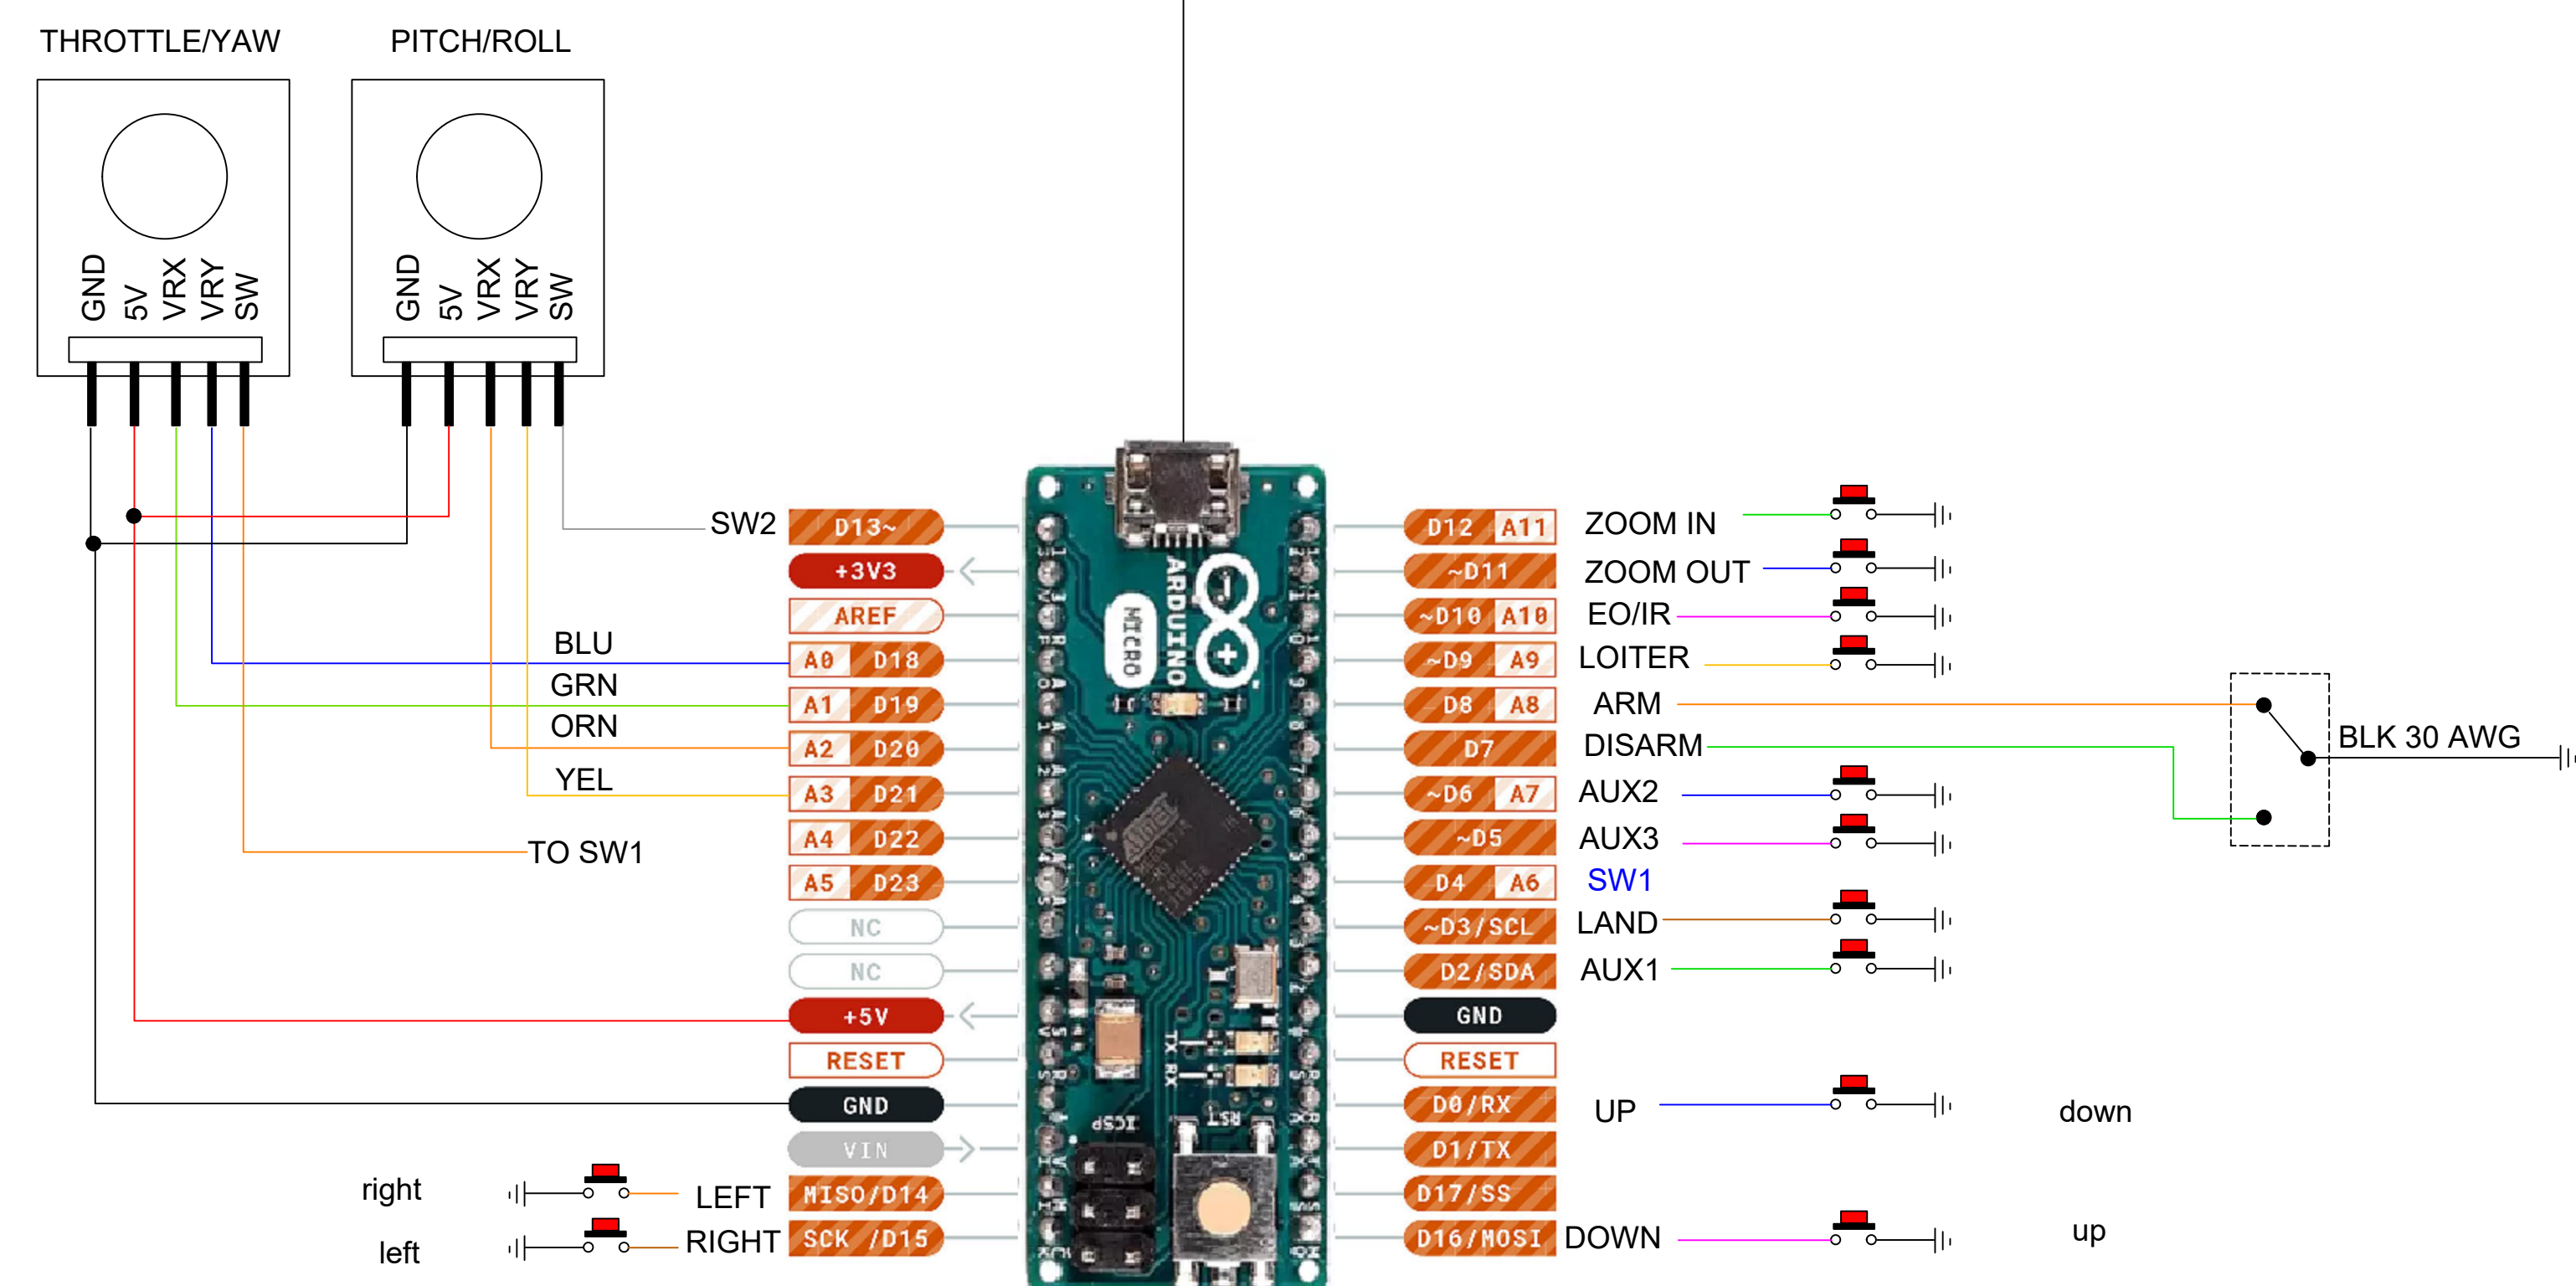 THROTTLE/YAW
PITCH/ROLL
GND 5V VRX VRY SW
GND 5V VRX VRY SW
SW2 D13~
+3V3
AREF
BLU A0 D18
GRN A1 D19
ORN A2 D20
YEL A3 D21
TO SW1 A4 D22
A5 D23
NC
NC
+5V
RESET
GND
VIN
right LEFT MISO/D14
left RIGHT SCK /D15
ARDUINO
MICRO
TX
RX
ICSP
RST
D12 A11 ZOOM IN
~D11 ZOOM OUT
~D10 A10 EO/IR
~D9 A9 LOITER
D8 A8 ARM
D7 DISARM
BLK 30 AWG
~D6 A7 AUX2
~D5 AUX3
D4 A6 SW1
~D3/SCL LAND
D2/SDA AUX1
GND
RESET
D0/RX UP down
D1/TX
D17/SS
D16/MOSI DOWN up